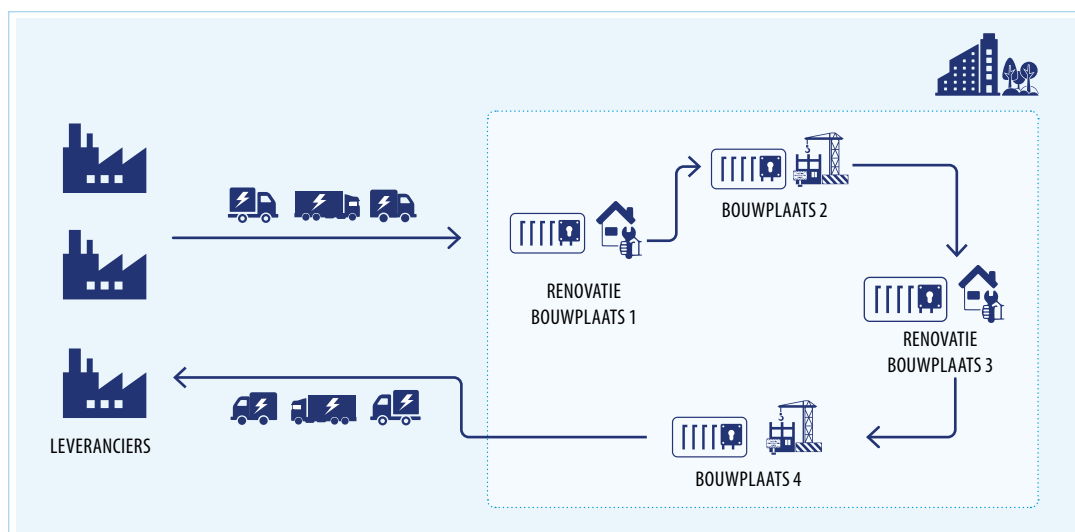 BOUWPLAATS 2
RENOVATIE
BOUWPLAATS 1
RENOVATIE
BOUWPLAATS 3
LEVERANCIERS
BOUWPLAATS 4